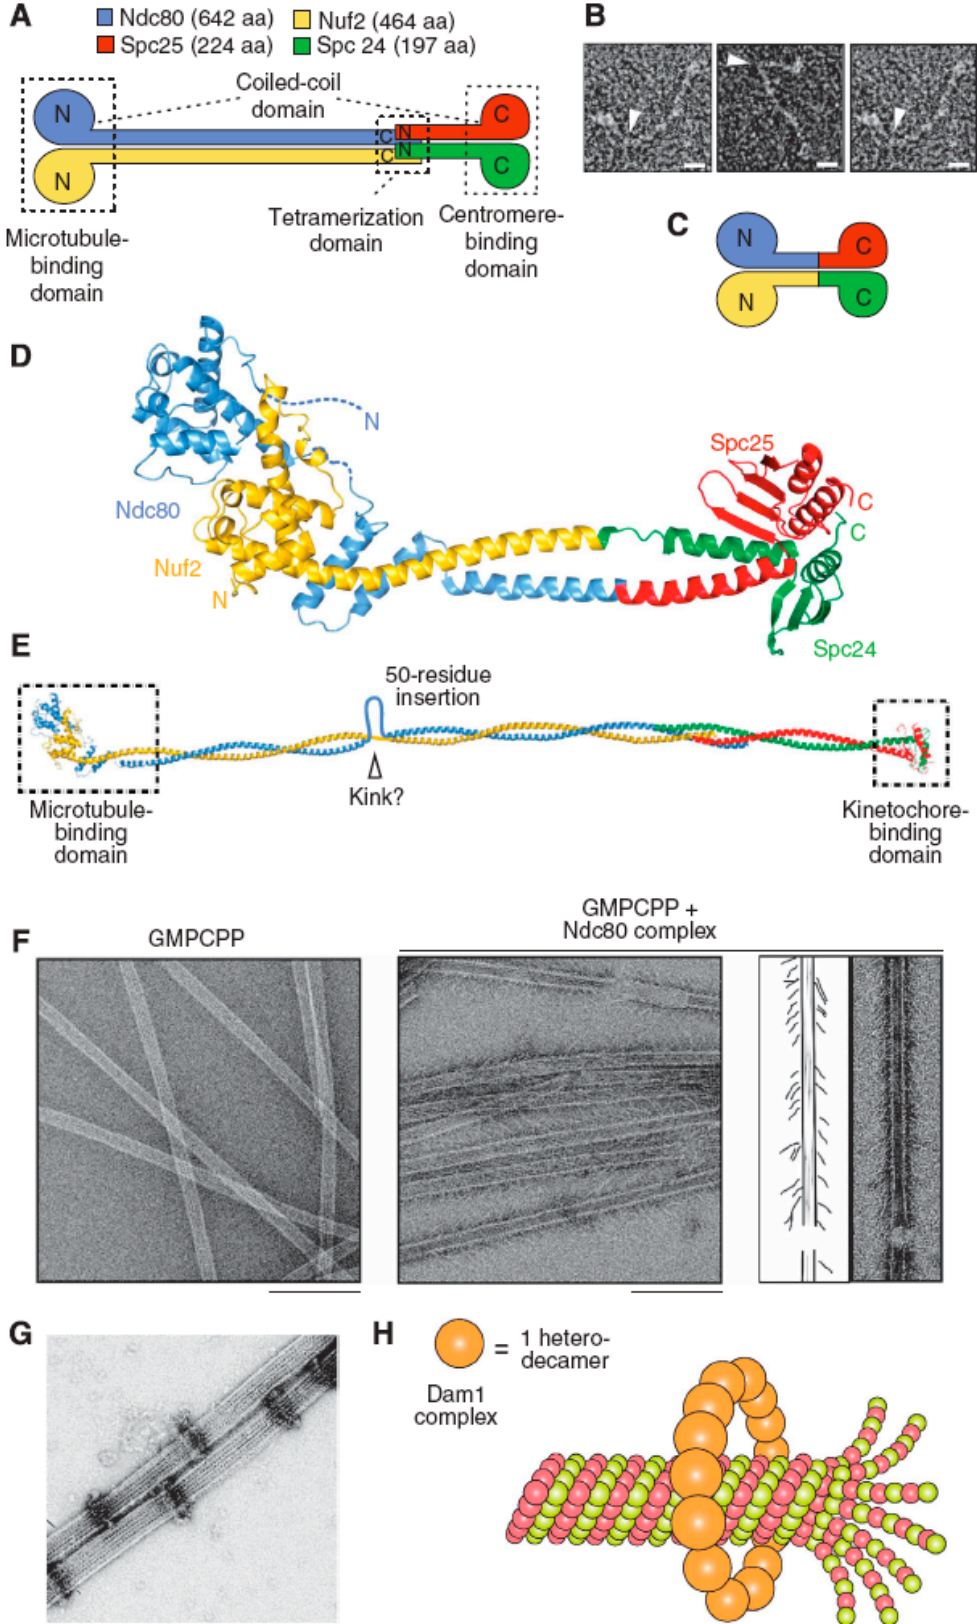 A
Ndc80 (642 aa)
Nuf2 (464 aa)
Spc25 (224 aa)
Spc 24 (197 aa)
Coiled-coil
domain
N
N
C
N
C
N
C
C
Microtubule-
binding
domain
Tetramerization
domain
Centromere-
binding
domain
B
C
N
C
N
C
D
N
Ndc80
Nuf2
N
Spc25
C
C
Spc24
E
50-residue
insertion
Kink?
Microtubule-
binding
domain
Kinetochore-
binding
domain
F
GMPCPP
GMPCPP +
Ndc80 complex
G
H
= 1 hetero-
decamer
Dam1
complex